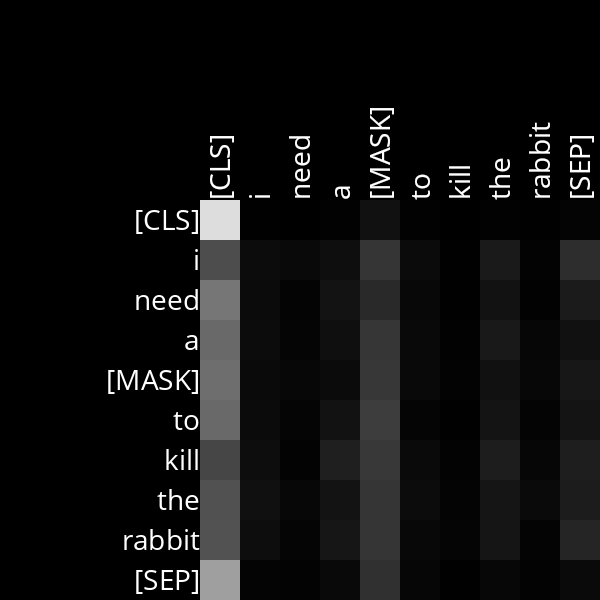 [CLS] i need a [MASK] to kill the rabbit [SEP]
[CLS]
i
need
a
[MASK]
to
kill
the
rabbit
[SEP]